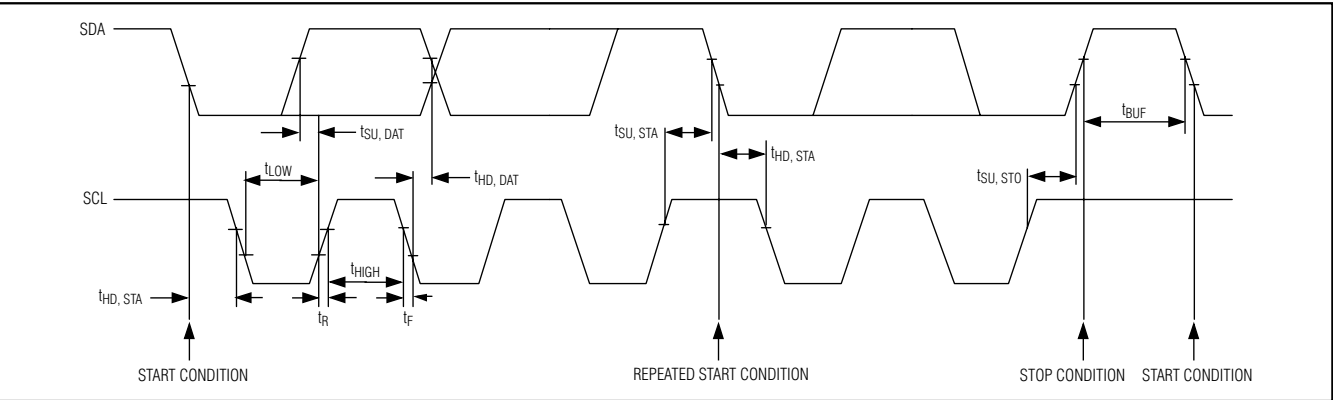 SDA
tSU, DAT
tSU, STA
tBUF
tHD, STA
tLOW
tHD, DAT
tSU, STO
SCL
tHIGH
tHD, STA
tR
tF
START CONDITION
REPEATED START CONDITION
STOP CONDITION
START CONDITION